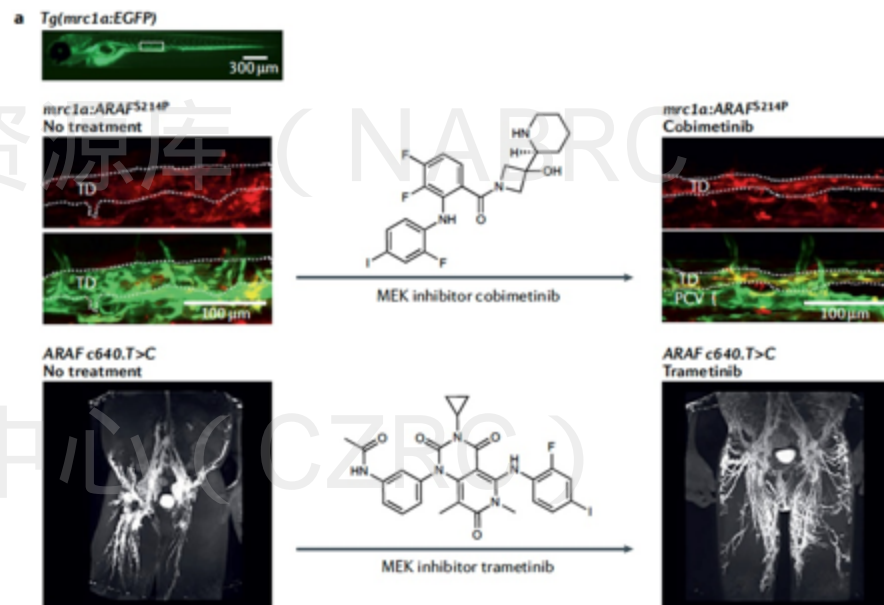 a Tg(mrc1a:EGFP)
300 μm
mrc1a:ARAFS214P
No treatment
TD
TD
100 μm
F
F
NH
I
F
O
N
OH
H
HN
MEK inhibitor cobimetinib
mrc1a:ARAFS214P
Cobimetinib
TD
TD
PCV
100 μm
ARAF c640.T>C
No treatment
O
HN
O
N
O
N
H
N
F
I
N
O
MEK inhibitor trametinib
ARAF c640.T>C
Trametinib
资源库（NABRC
中心（CZRC）